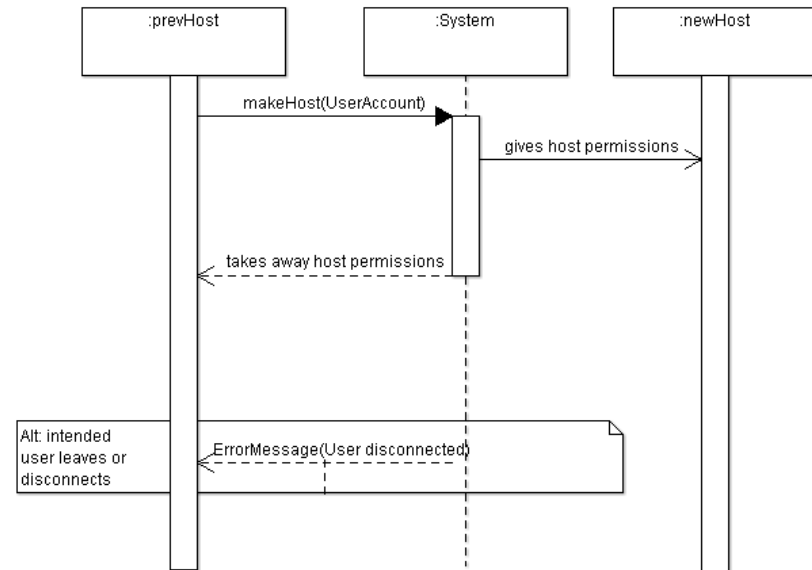 :prevHost
:System
:newHost
makeHost(UserAccount)
gives host permissions
takes away host permissions
Alt: intended
user leaves or
disconnects
ErrorMessage(User disconnected)